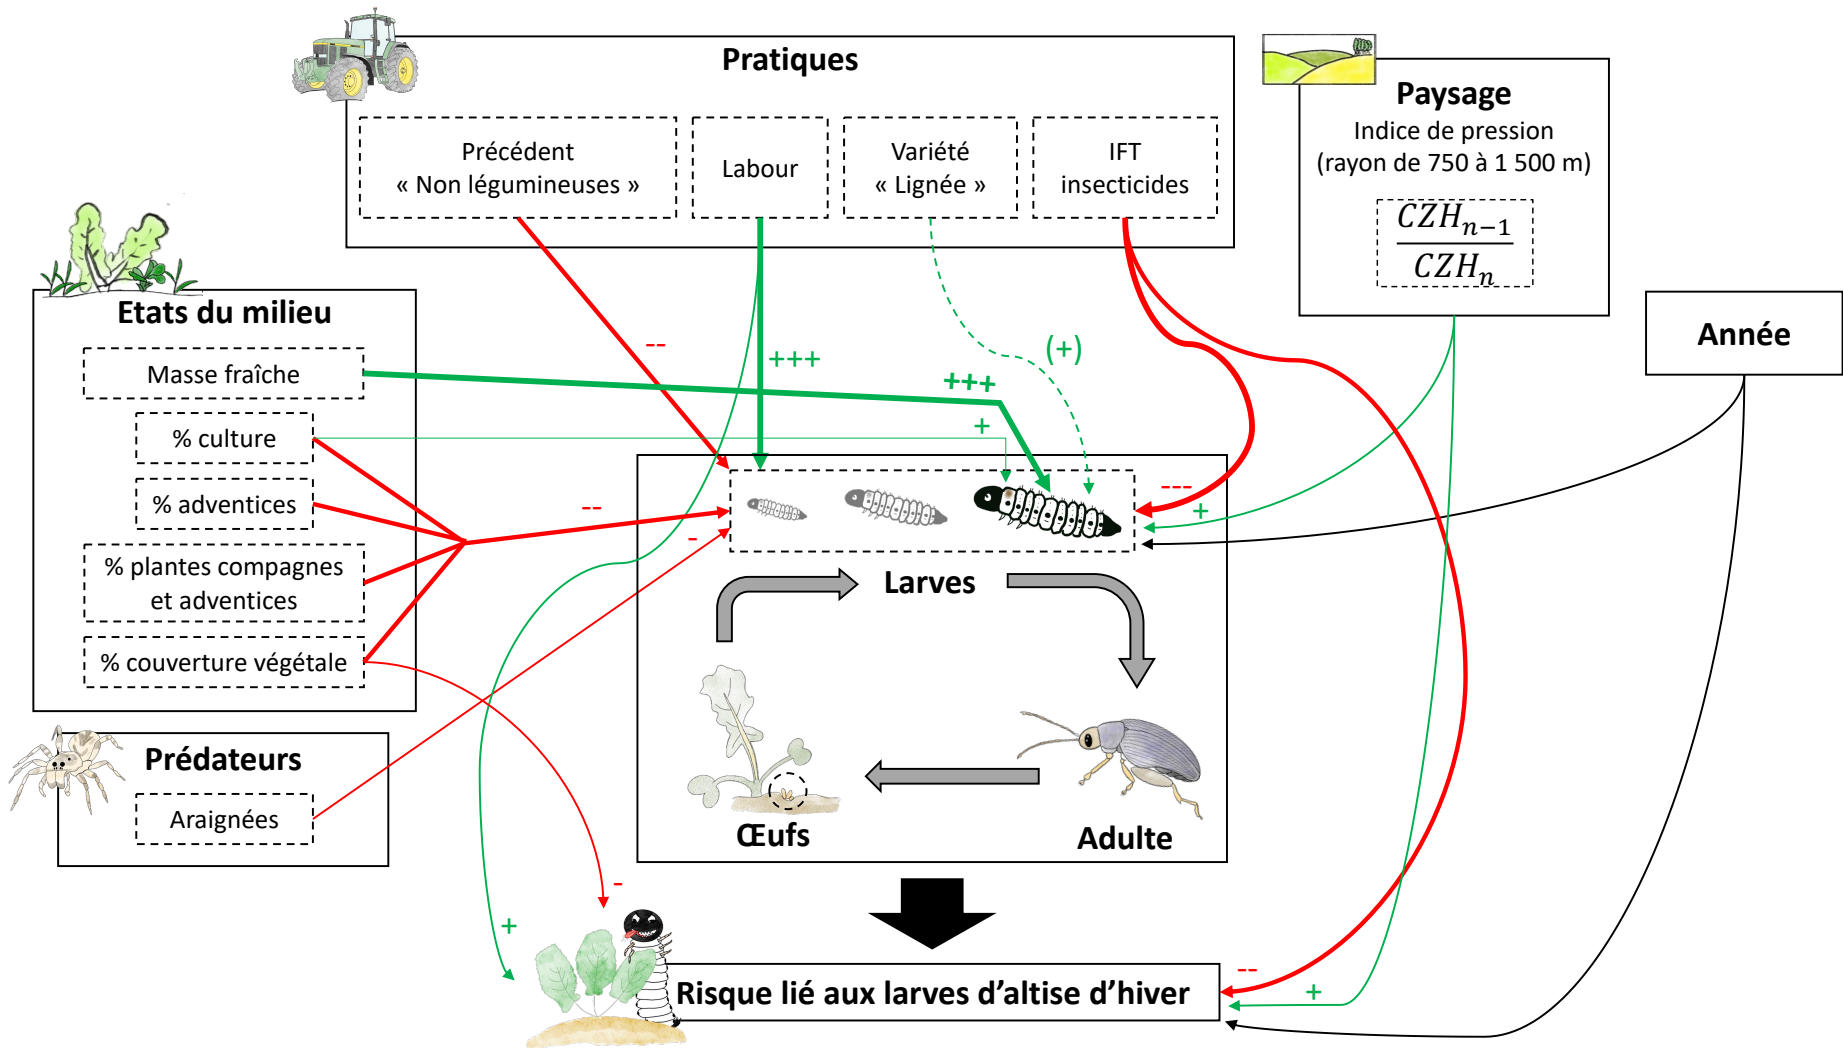 Pratiques
Précédent
« Non légumineuses »
Labour
Variété
« Lignée »
IFT
insecticides
Paysage
Indice de pression
(rayon de 750 à 1 500 m)
CZHₙ₋₁
CZHₙ
Année
Etats du milieu
Masse fraîche
% culture
% adventices
% plantes compagnes
et adventices
% couverture végétale
Prédateurs
Araignées
--
+++
+++
(+)
+
--
-
---
+
Larves
Œufs
Adulte
-
+
--
+
Risque lié aux larves d’altise d’hiver